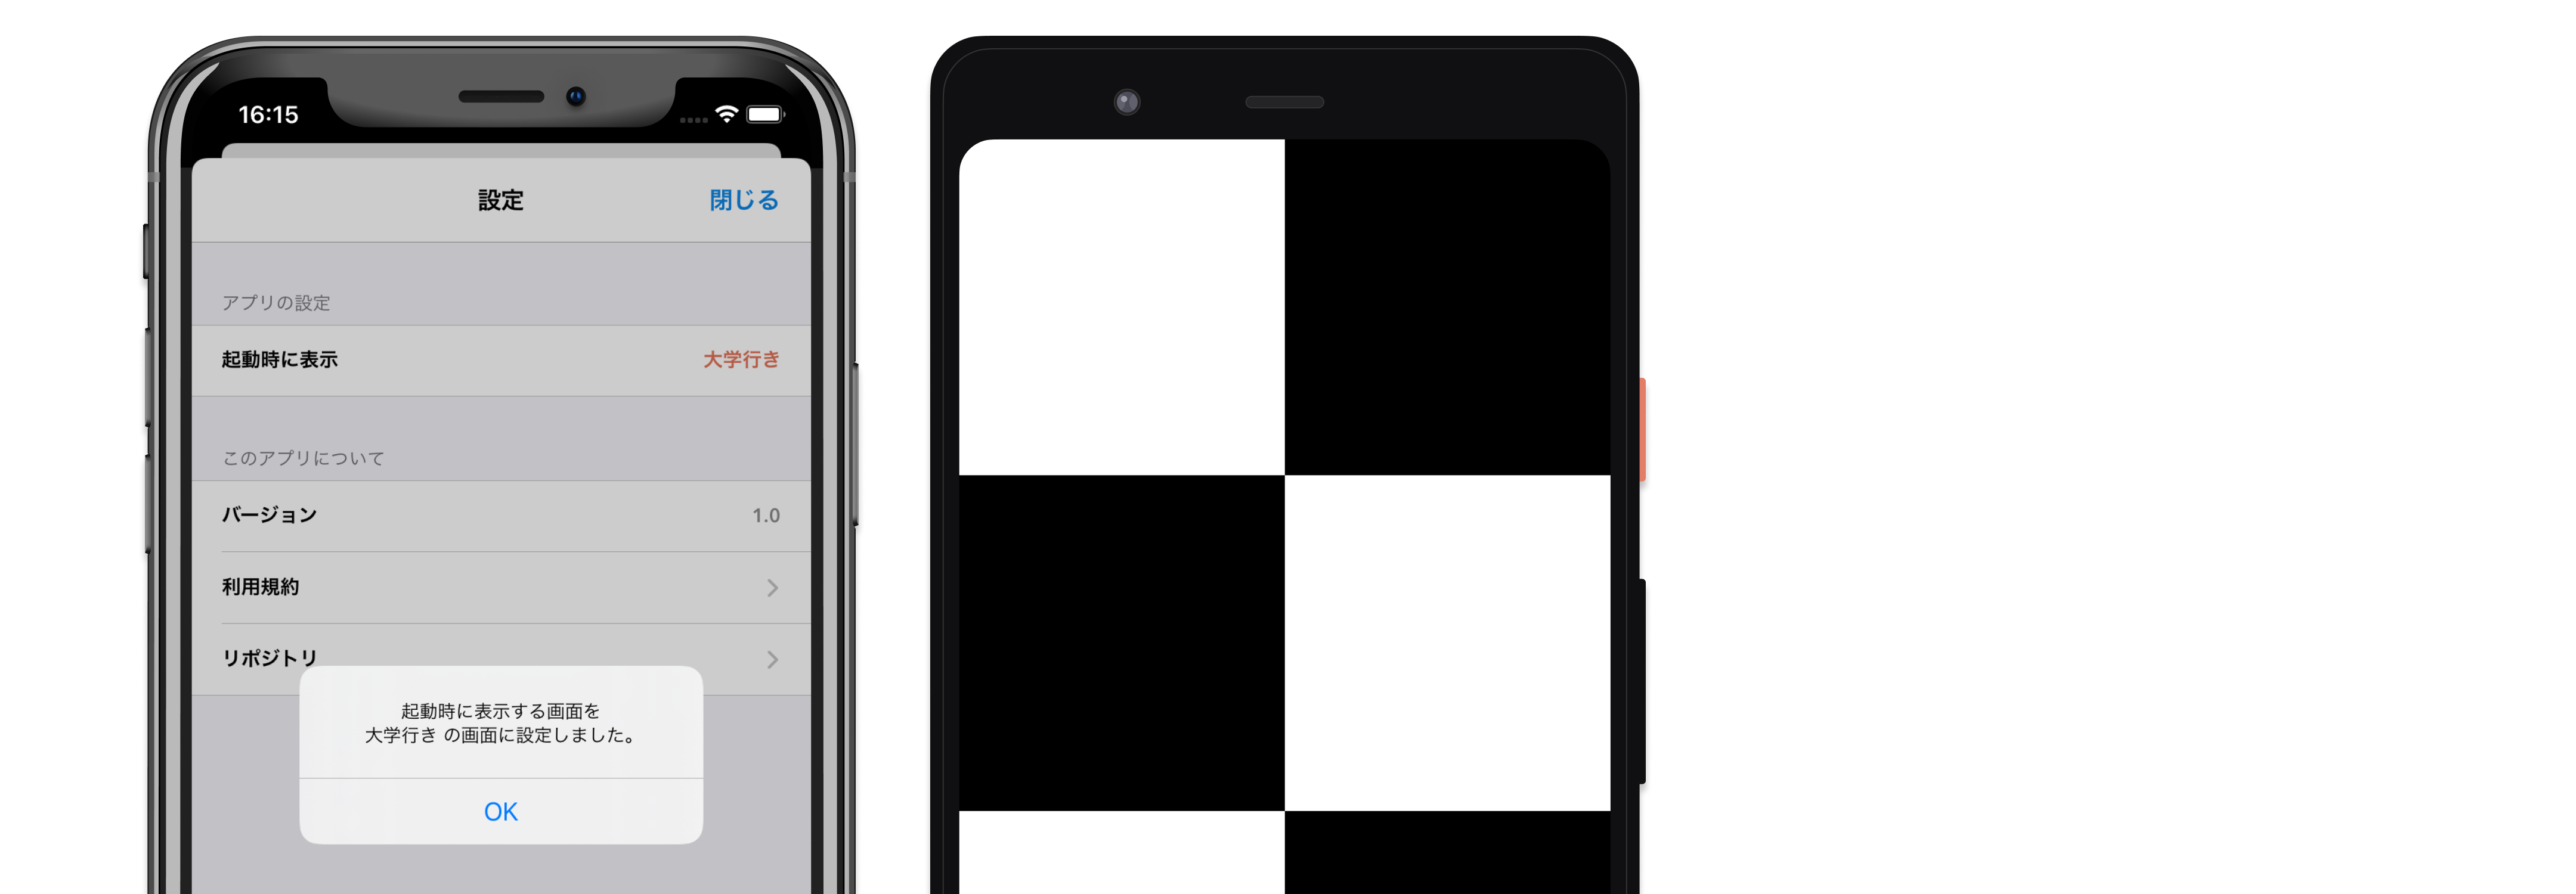 16:15
設定
閉じる
アプリの設定
起動時に表示
大学行き
このアプリについて
バージョン
1.0
利用規約
リポジトリ
起動時に表示する画面を
大学行き の画面に設定しました。
OK